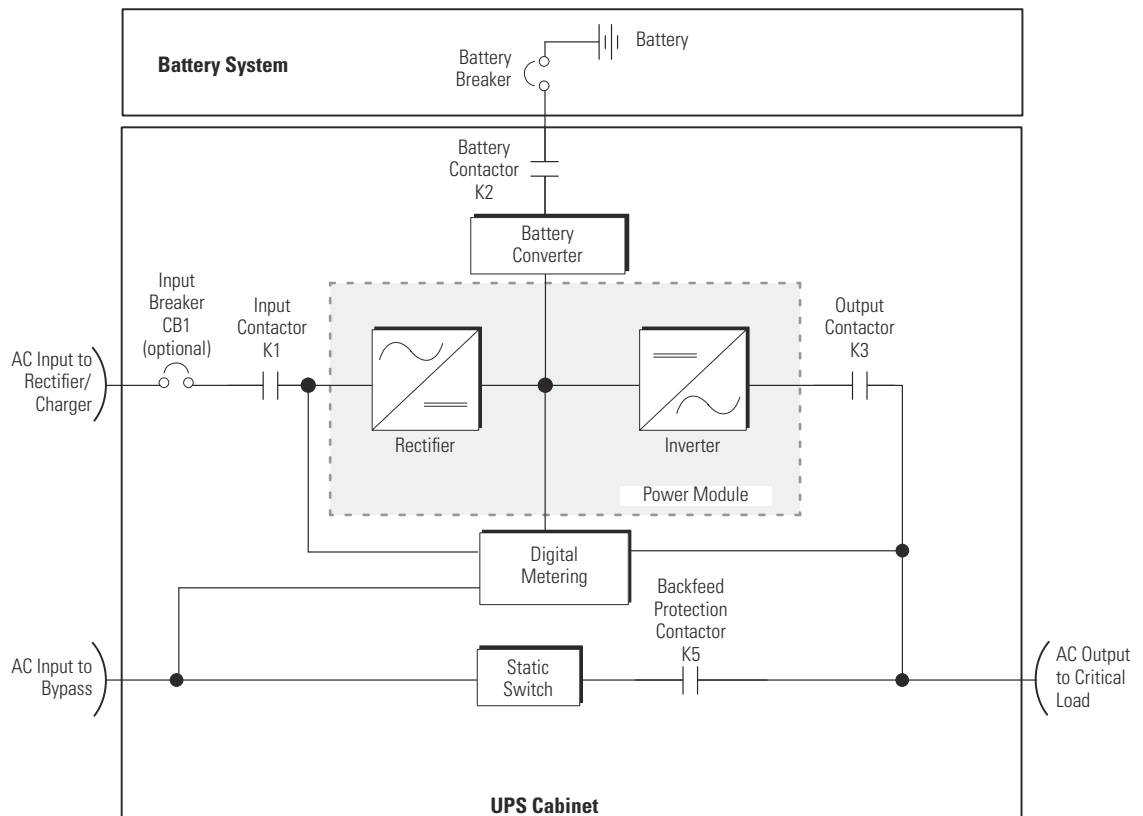 Battery System
Battery
Breaker
Battery
Battery
Contactor
K2
Battery
Converter
Input
Breaker
CB1
(optional)
Input
Contactor
K1
Output
Contactor
K3
AC Input to
Rectifier/
Charger
Rectifier
Inverter
Power Module
Digital
Metering
Backfeed
Protection
Contactor
K5
AC Input to
Bypass
Static
Switch
AC Output
to Critical
Load
UPS Cabinet